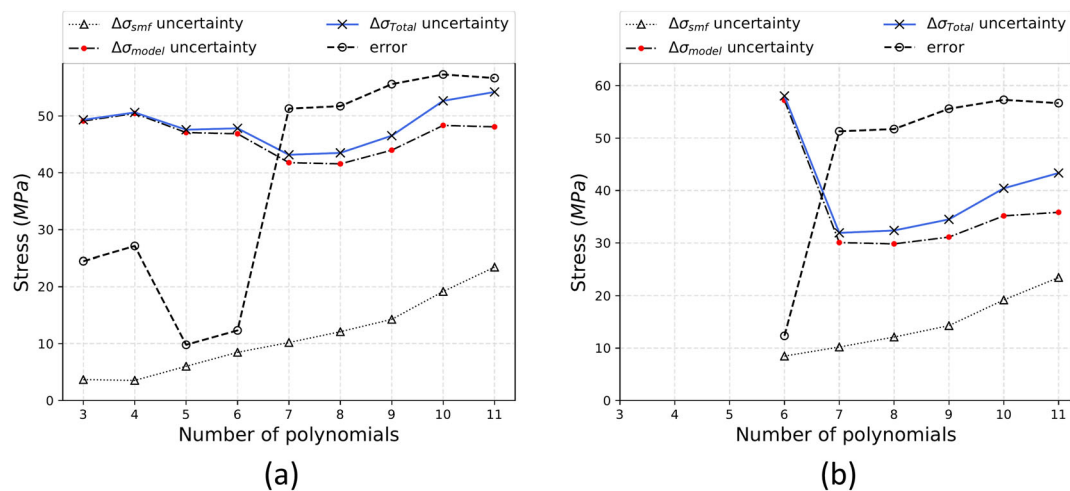 Δσsmf uncertainty
Δσmodel uncertainty
ΔσTotal uncertainty
error
Stress (MPa)
50
40
30
20
10
0
3 4 5 6 7 8 9 10 11
Number of polynomials
(a)
Δσsmf uncertainty
Δσmodel uncertainty
ΔσTotal uncertainty
error
Stress (MPa)
60
50
40
30
20
10
0
3 4 5 6 7 8 9 10 11
Number of polynomials
(b)